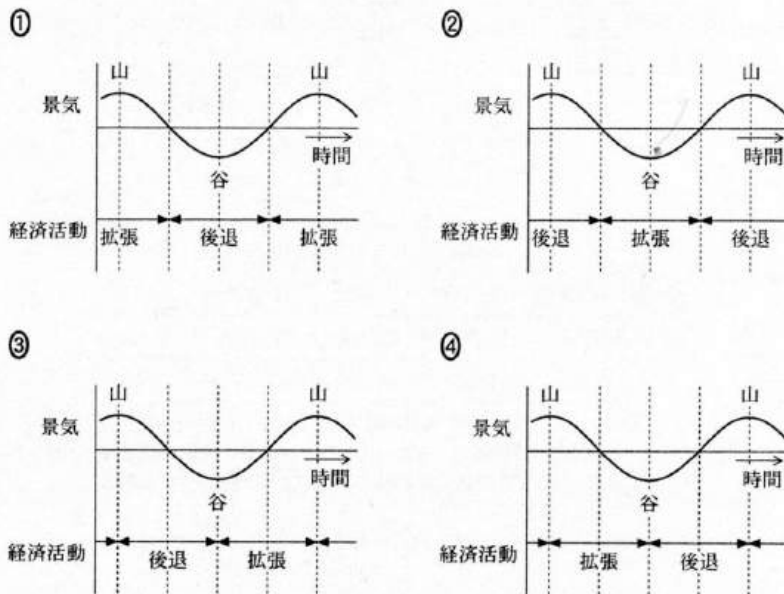 ①
山 山
景気
時間
谷
経済活動 拡張 後退 拡張
②
山 山
景気
時間
谷
経済活動 後退 拡張 後退
③
山 山
景気
時間
谷
経済活動 後退 拡張
④
山 山
景気
時間
谷
経済活動 拡張 後退